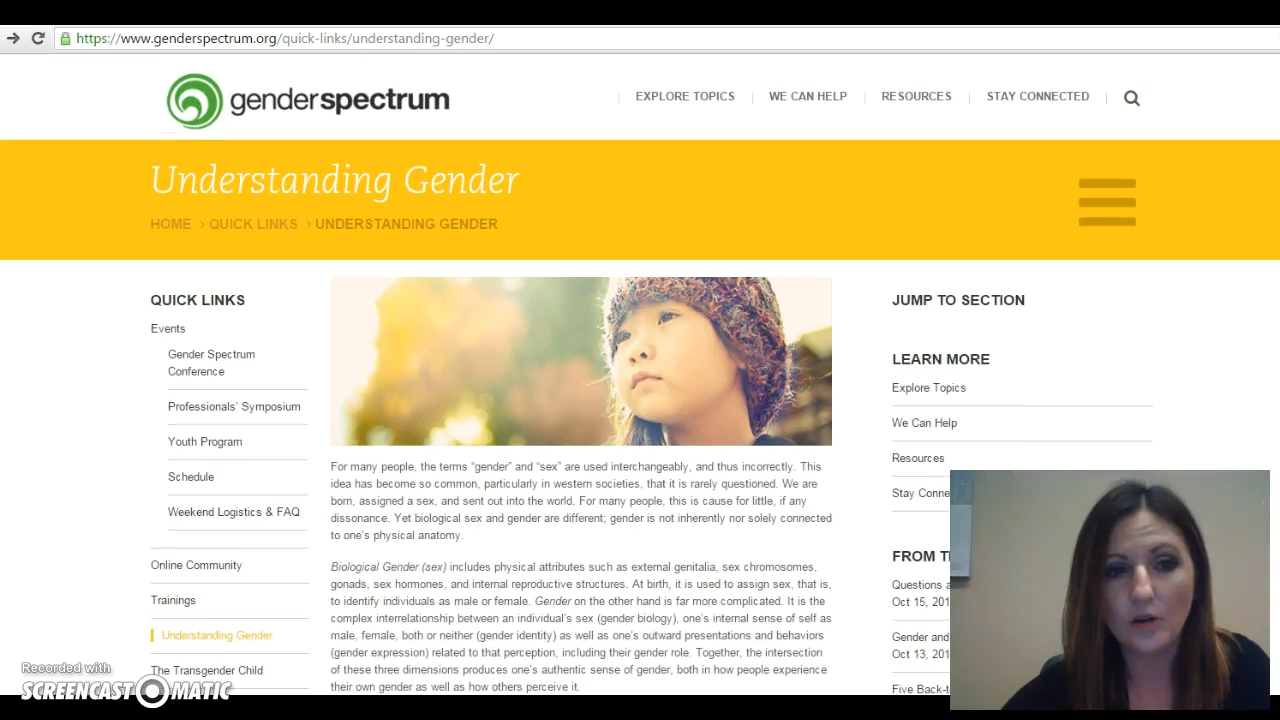 https://www.genderspectrum.org/quick-links/understanding-gender/
genderspectrum
EXPLORE TOPICS
WE CAN HELP
RESOURCES
STAY CONNECTED
Understanding Gender
HOME > QUICK LINKS > UNDERSTANDING GENDER
QUICK LINKS
Events
Gender Spectrum
Conference
Professionals' Symposium
Youth Program
Schedule
Weekend Logistics & FAQ
Online Community
Trainings
Understanding Gender
The Transgender Child
For many people, the terms “gender” and “sex” are used interchangeably, and thus incorrectly. This
idea has become so common, particularly in western societies, that it is rarely questioned. We are
born, assigned a sex, and sent out into the world. For many people, this is cause for little, if any
dissonance. Yet biological sex and gender are different; gender is not inherently nor solely connected
to one’s physical anatomy.
Biological Gender (sex) includes physical attributes such as external genitalia, sex chromosomes,
gonads, sex hormones, and internal reproductive structures. At birth, it is used to assign sex, that is,
to identify individuals as male or female. Gender on the other hand is far more complicated. It is the
complex interrelationship between an individual’s sex (gender biology), one’s internal sense of self as
male, female, both or neither (gender identity) as well as one’s outward presentations and behaviors
(gender expression) related to that perception, including their gender role. Together, the intersection
of these three dimensions produces one’s authentic sense of gender, both in how people experience
their own gender as well as how others perceive it.
JUMP TO SECTION
LEARN MORE
Explore Topics
We Can Help
Resources
Stay Conne
FROM T
Questions a
Oct 15, 201
Gender and
Oct 13, 201
Five Back-t
Recorded with
SCREENCAST-O-MATIC